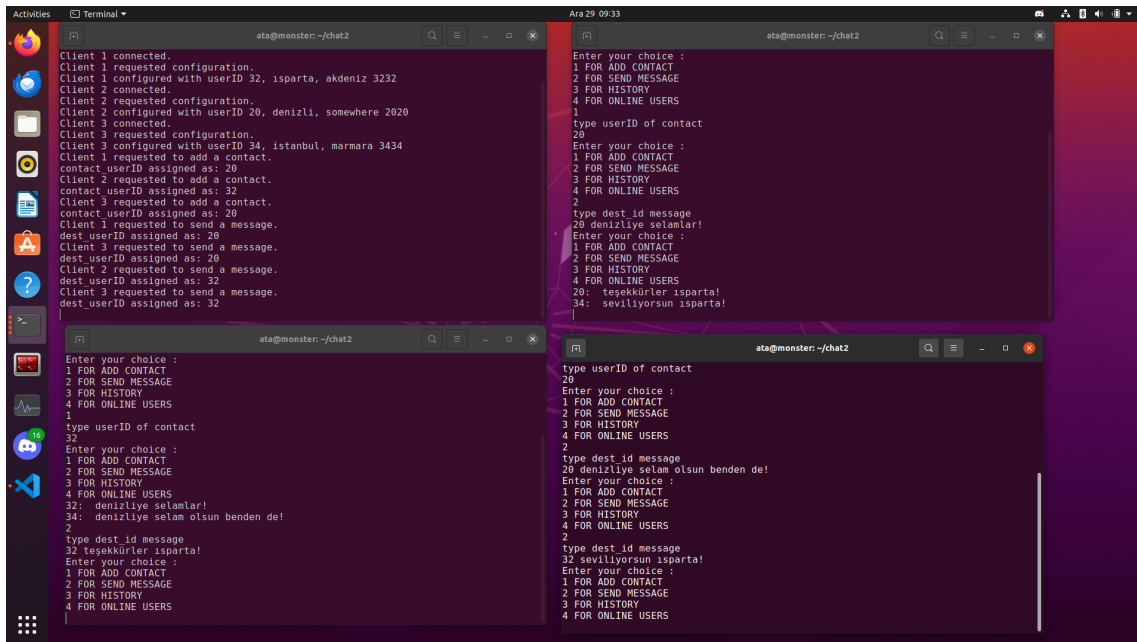 Activities
Terminal
Ara 29 09:33
ata@monster: ~/chat2
Client 1 connected.
Client 1 requested configuration.
Client 1 configured with userID 32, ısparta, akdeniz 3232
Client 2 connected.
Client 2 requested configuration.
Client 2 configured with userID 20, denizli, somewhere 2020
Client 3 connected.
Client 3 requested configuration.
Client 3 configured with userID 34, istanbul, marmara 3434
Client 1 requested to add a contact.
contact_userID assigned as: 20
Client 2 requested to add a contact.
contact_userID assigned as: 32
Client 3 requested to add a contact.
contact_userID assigned as: 20
Client 1 requested to send a message.
dest_userID assigned as: 20
Client 3 requested to send a message.
dest_userID assigned as: 20
Client 2 requested to send a message.
dest_userID assigned as: 32
Client 3 requested to send a message.
dest_userID assigned as: 32
ata@monster: ~/chat2
Enter your choice :
1 FOR ADD CONTACT
2 FOR SEND MESSAGE
3 FOR HISTORY
4 FOR ONLINE USERS
1
type userID of contact
20
Enter your choice :
1 FOR ADD CONTACT
2 FOR SEND MESSAGE
3 FOR HISTORY
4 FOR ONLINE USERS
2
type dest_id message
20 denizliye selamlar!
Enter your choice :
1 FOR ADD CONTACT
2 FOR SEND MESSAGE
3 FOR HISTORY
4 FOR ONLINE USERS
20:  teşekkürler ısparta!
34:  seviliyorsun ısparta!
ata@monster: ~/chat2
Enter your choice :
1 FOR ADD CONTACT
2 FOR SEND MESSAGE
3 FOR HISTORY
4 FOR ONLINE USERS
1
type userID of contact
32
Enter your choice :
1 FOR ADD CONTACT
2 FOR SEND MESSAGE
3 FOR HISTORY
4 FOR ONLINE USERS
32:  denizliye selamlar!
34:  denizliye selam olsun benden de!
2
type dest_id message
32 teşekkürler ısparta!
Enter your choice :
1 FOR ADD CONTACT
2 FOR SEND MESSAGE
3 FOR HISTORY
4 FOR ONLINE USERS
ata@monster: ~/chat2
type userID of contact
20
Enter your choice :
1 FOR ADD CONTACT
2 FOR SEND MESSAGE
3 FOR HISTORY
4 FOR ONLINE USERS
2
type dest_id message
20 denizliye selam olsun benden de!
Enter your choice :
1 FOR ADD CONTACT
2 FOR SEND MESSAGE
3 FOR HISTORY
4 FOR ONLINE USERS
2
type dest_id message
32 seviliyorsun ısparta!
Enter your choice :
1 FOR ADD CONTACT
2 FOR SEND MESSAGE
3 FOR HISTORY
4 FOR ONLINE USERS
16